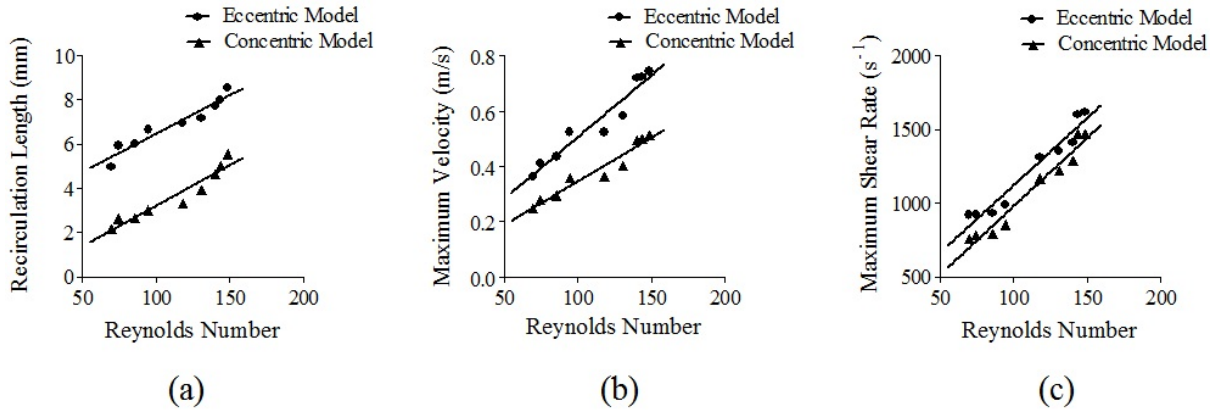 Eccentric Model
Concentric Model
Recirculation Length (mm)
10
8
6
4
2
0
50
100
150
200
Reynolds Number
(a)
Eccentric Model
Concentric Model
Maximum Velocity (m/s)
0.8
0.6
0.4
0.2
0.0
50
100
150
200
Reynolds Number
(b)
Eccentric Model
Concentric Model
Maximum Shear Rate (s⁻¹)
2000
1500
1000
500
50
100
150
200
Reynolds Number
(c)